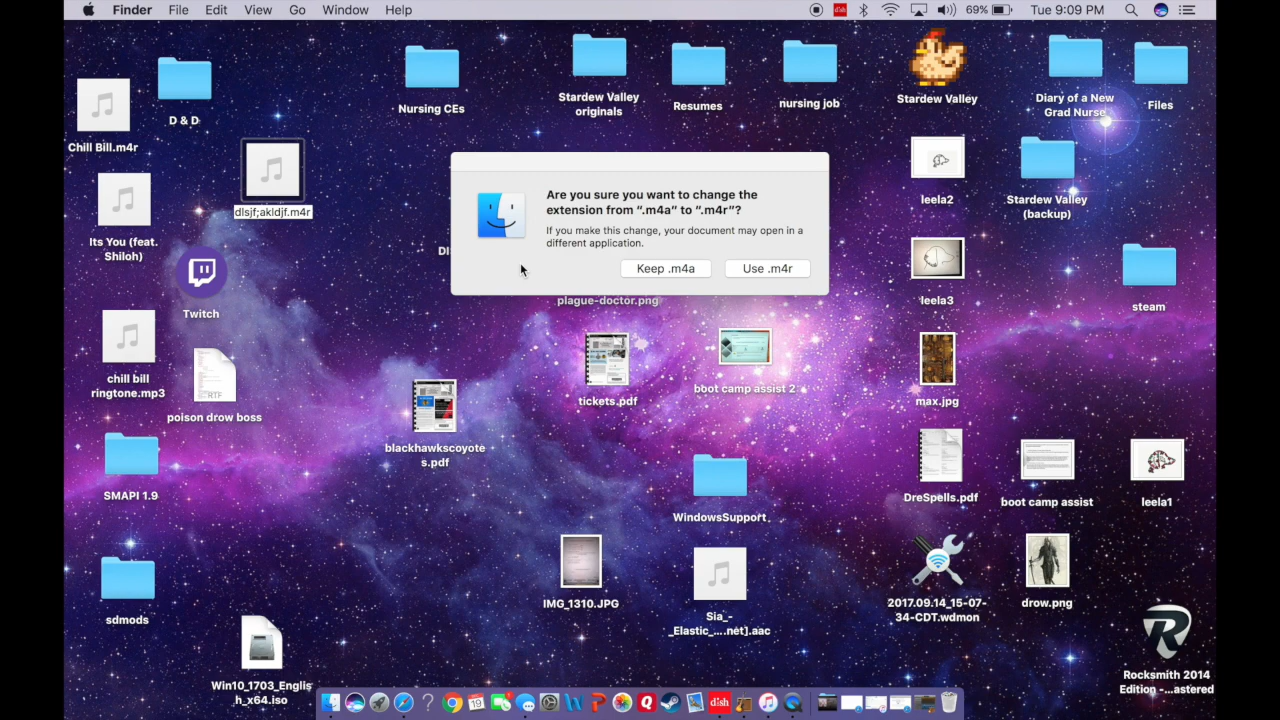 Finder File Edit View Go Window Help
dish 69% Tue 9:09 PM
Chill Bill.m4r
D & D
Nursing CEs
Stardew Valley
originals
Resumes
nursing job
Stardew Valley
Diary of a New
Grad Nurse
Files
dlsjf;akldjf.m4r
Its You (feat.
Shiloh)
Twitch
Are you sure you want to change the
extension from “.m4a” to “.m4r”?
If you make this change, your document may open in a
different application.
Keep .m4a
Use .m4r
DI
plague-doctor.png
leela2
Stardew Valley
(backup)
leela3
steam
chill bill
ringtone.mp3
RTF
poison drow boss
blackhawkscoyote
s.pdf
tickets.pdf
boot camp assist 2
max.jpg
SMAPI 1.9
WindowsSupport
DreSpells.pdf
boot camp assist
leela1
sdmods
IMG_1310.JPG
Sia_-
_Elastic_....net].aac
2017.09.14_15-07-
34-CDT.wdmon
drow.png
Win10_1703_Englis
h_x64.iso
R
Rocksmith 2014
Edition -...astered
19
dish